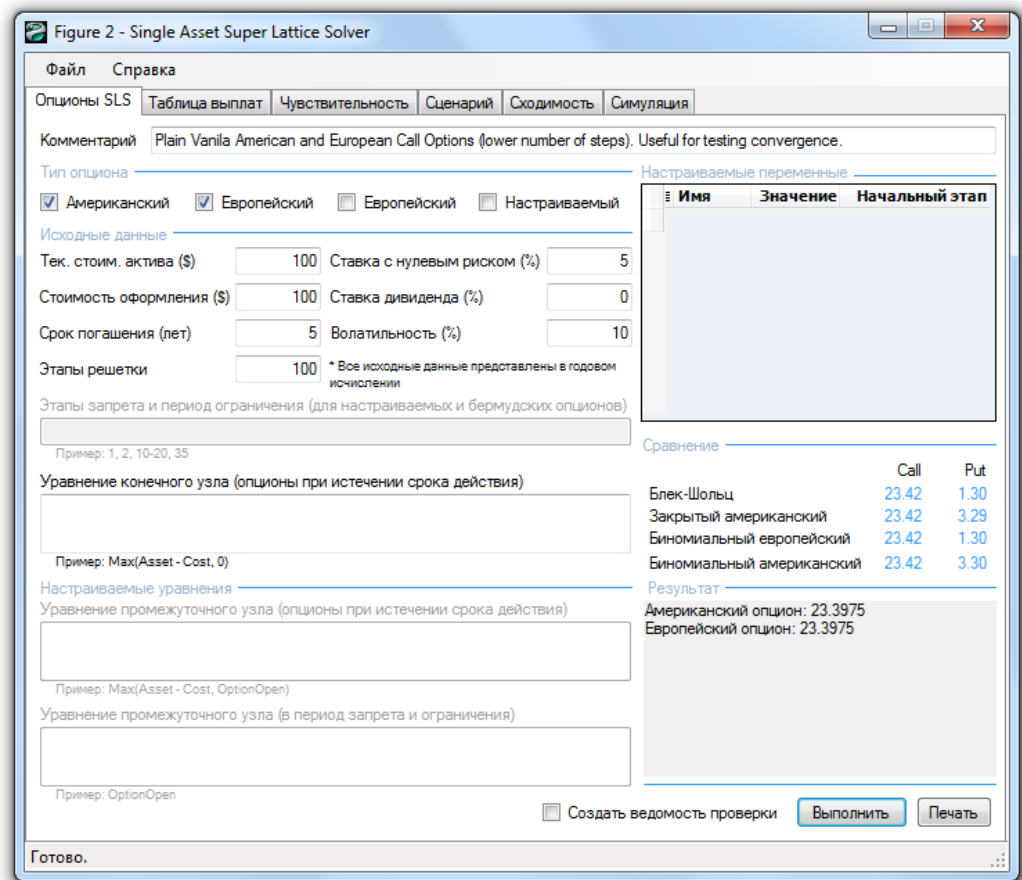 Figure 2 - Single Asset Super Lattice Solver
Файл Справка
Опционы SLS Таблица выплат Чувствительность Сценарий Сходимость Симуляция
Комментарий Plain Vanila American and European Call Options (lower number of steps). Useful for testing convergence.
Тип опциона
Американский Европейский Европейский Настраиваемый
Исходные данные
Тек. стоим. актива ($) 100 Ставка с нулевым риском (%) 5
Стоимость оформления ($) 100 Ставка дивиденда (%) 0
Срок погашения (лет) 5 Волатильность (%) 10
Этапы решетки 100 * Все исходные данные представлены в годовом
исчислении
Этапы запрета и период ограничения (для настраиваемых и бермудских опционов)
Пример: 1, 2, 10-20, 35
Уравнение конечного узла (опционы при истечении срока действия)
Пример: Max(Asset - Cost, 0)
Настраиваемые уравнения
Уравнение промежуточного узла (опционы при истечении срока действия)
Пример: Max(Asset - Cost, OptionOpen)
Уравнение промежуточного узла (в период запрета и ограничения)
Пример: OptionOpen
Настраиваемые переменные
Имя Значение Начальный этап
Сравнение
Call Put
Блек-Шольц 23.42 1.30
Закрытый американский 23.42 3.29
Биномиальный европейский 23.42 1.30
Биномиальный американский 23.42 3.30
Результат
Американский опцион: 23.3975
Европейский опцион: 23.3975
Создать ведомость проверки Выполнить Печать
Готово.